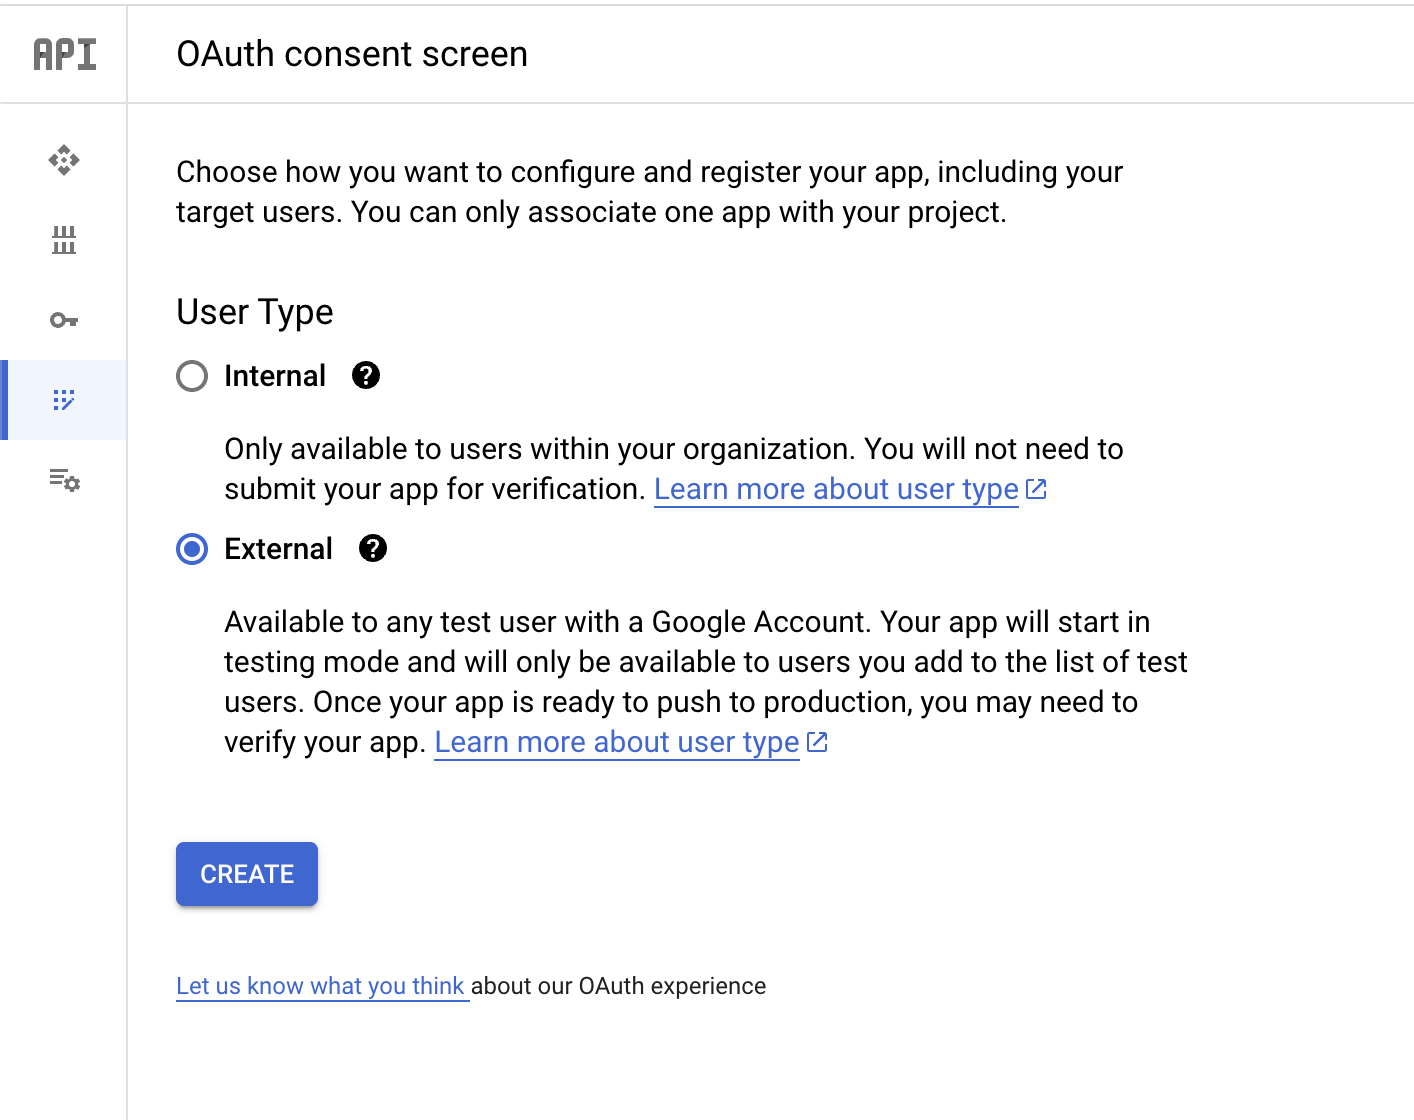 API
OAuth consent screen
Choose how you want to configure and register your app, including your
target users. You can only associate one app with your project.
User Type
Internal
Only available to users within your organization. You will not need to
submit your app for verification. Learn more about user type
External
Available to any test user with a Google Account. Your app will start in
testing mode and will only be available to users you add to the list of test
users. Once your app is ready to push to production, you may need to
verify your app. Learn more about user type
CREATE
Let us know what you think about our OAuth experience